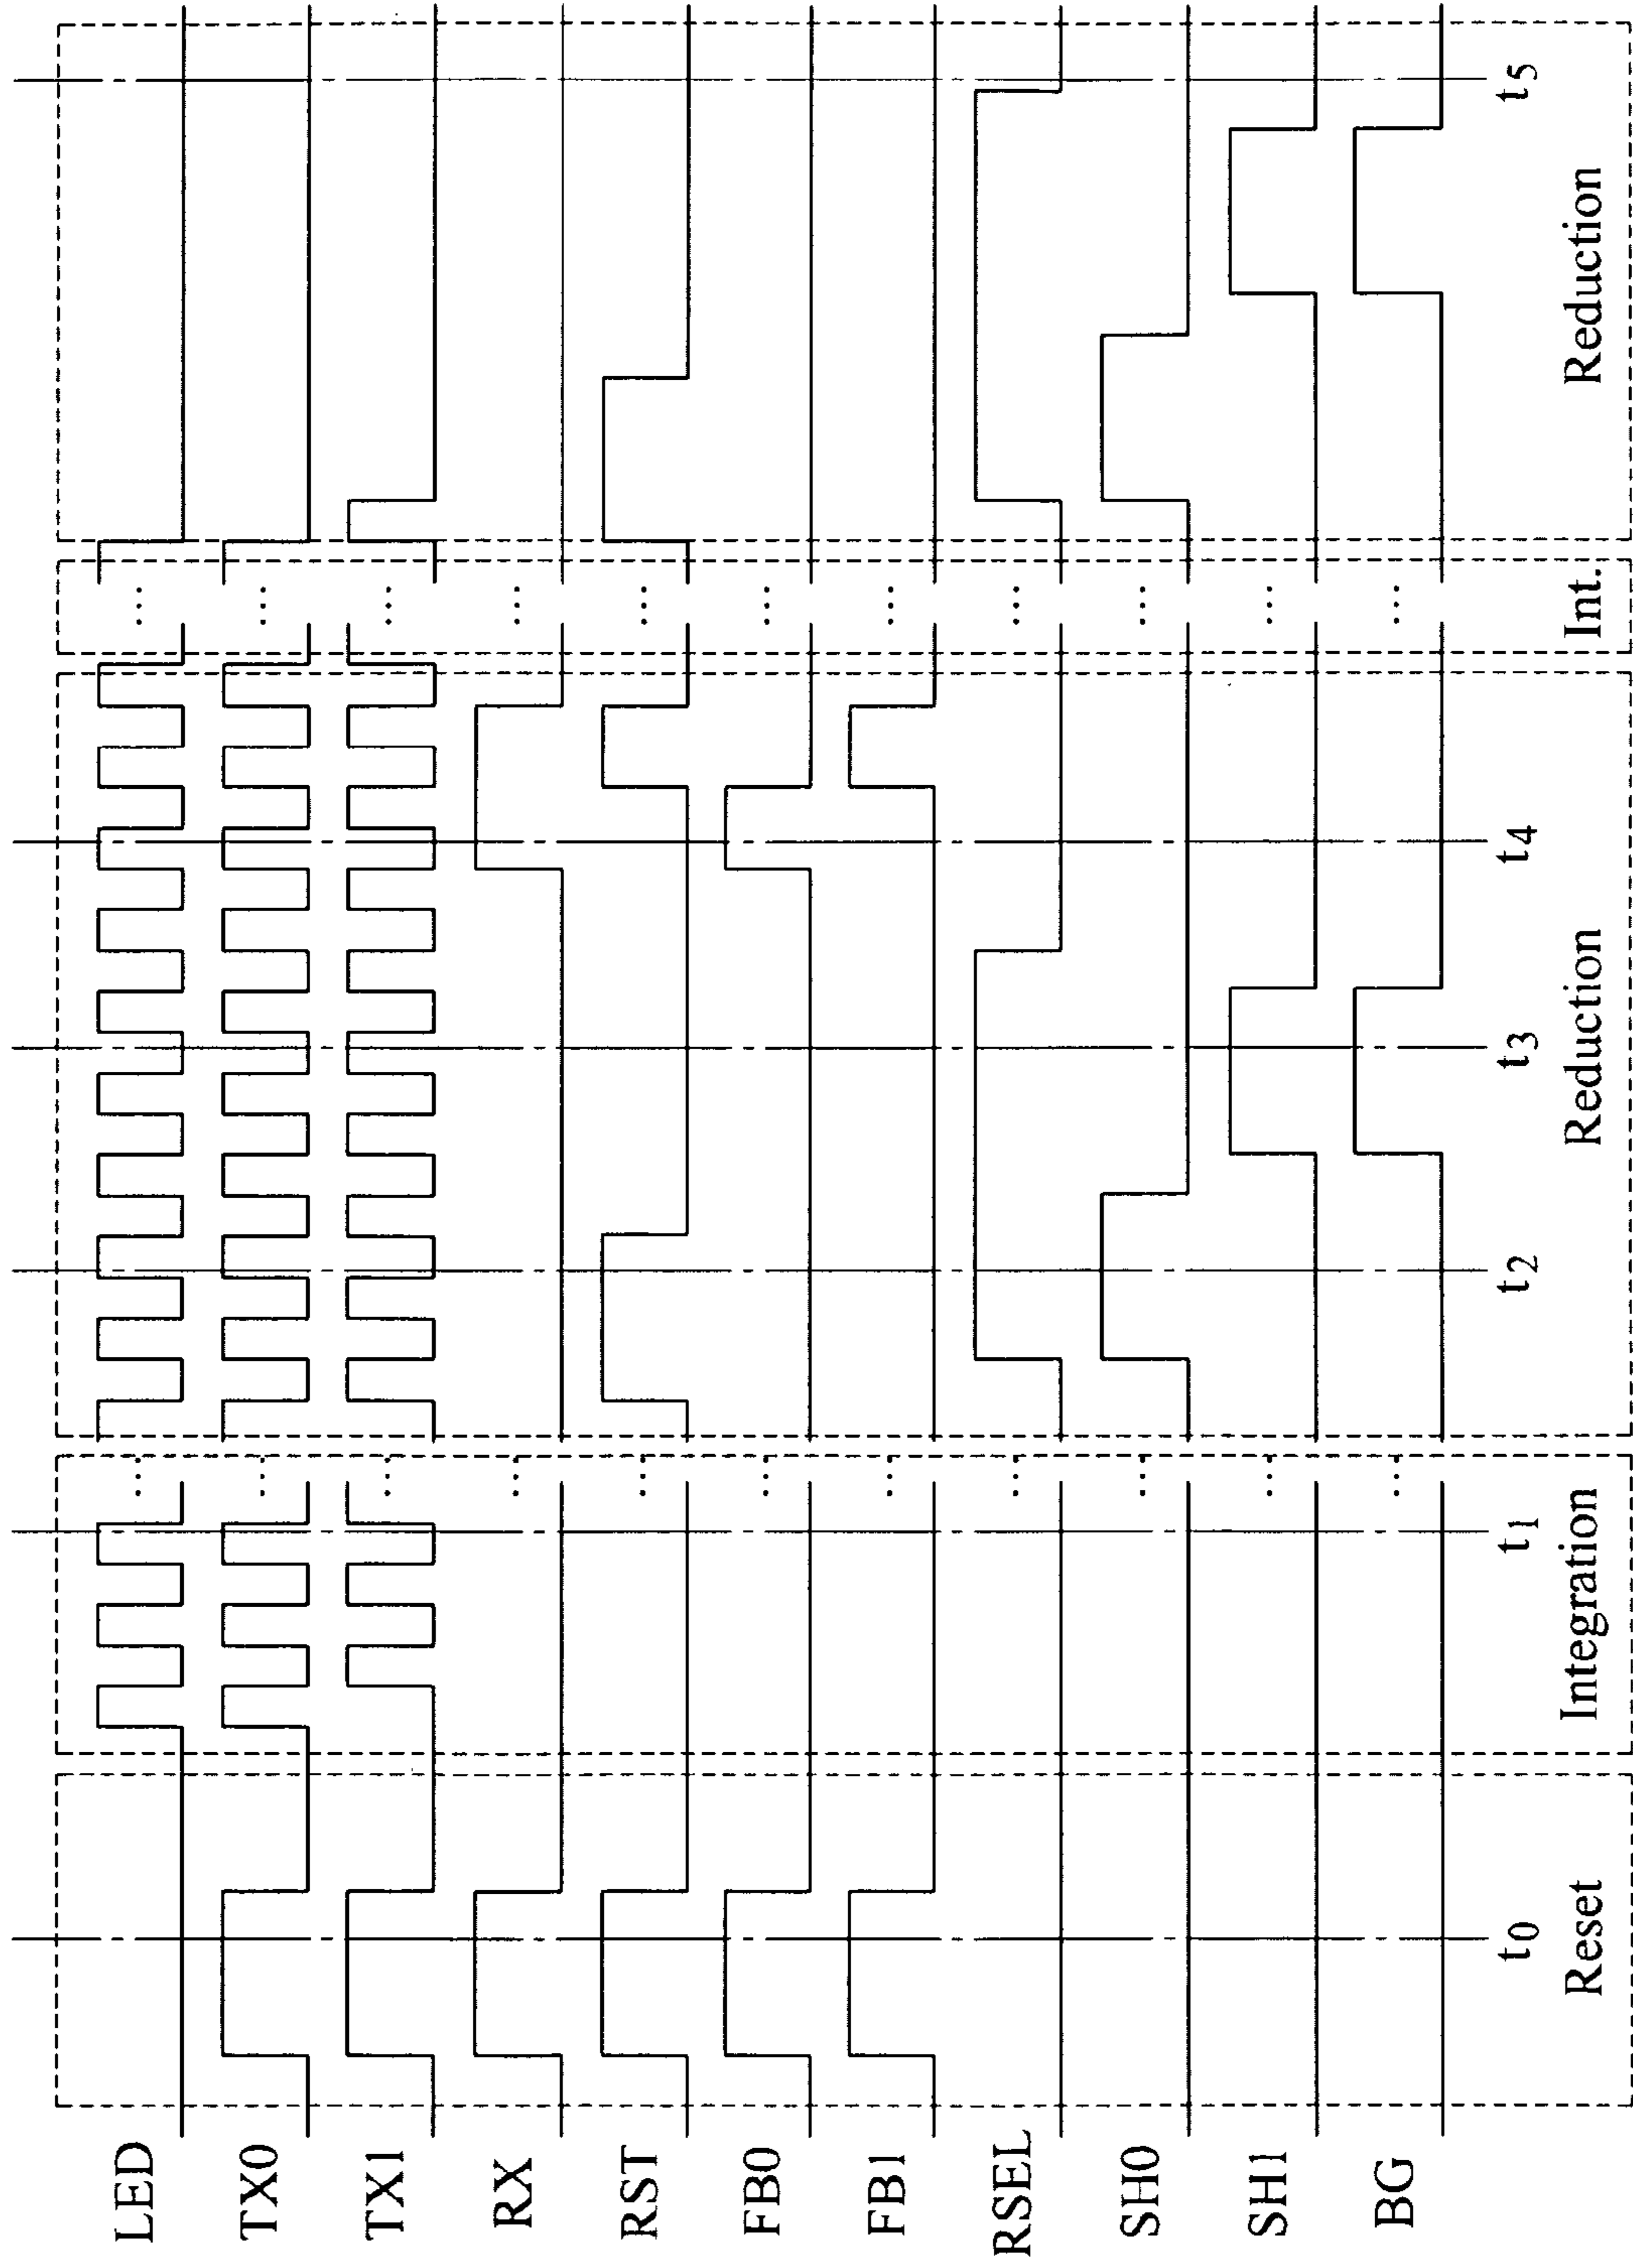 LED
TX0
TX1
RX
RST
FB0
FB1
RSEL
SH0
SH1
BG
t0
t1
t2
t3
t4
t5
Reset
Integration
Reduction
Int.
Reduction